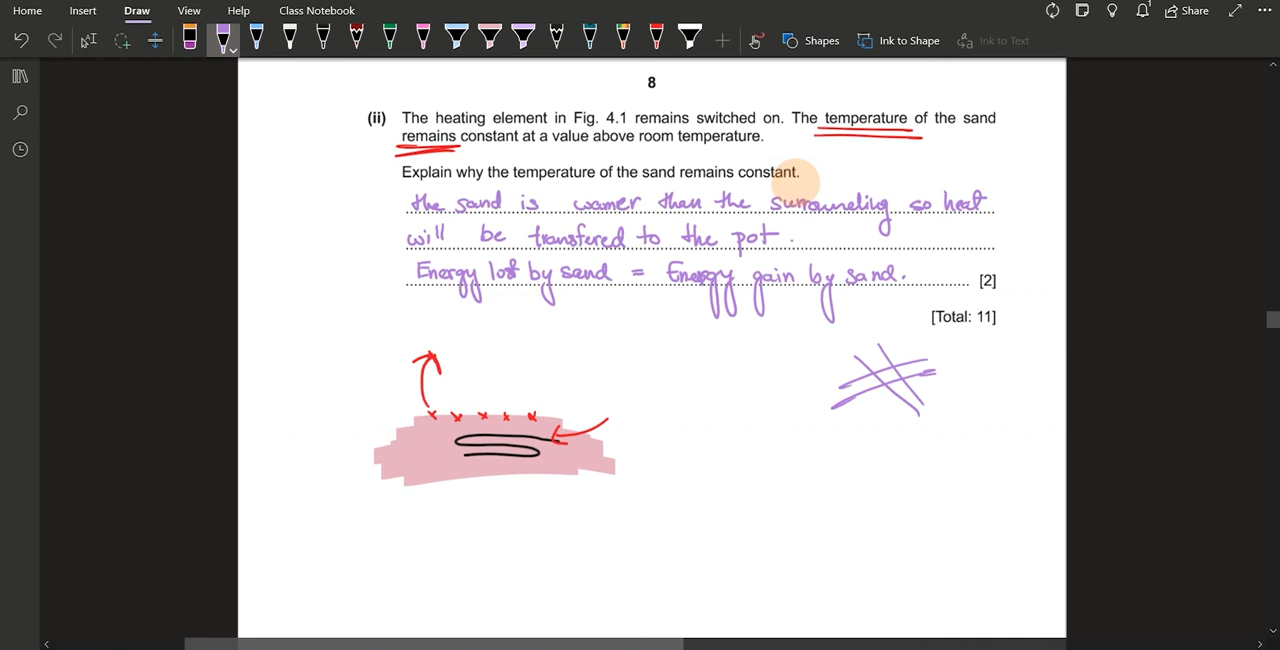 Home Insert Draw View Help Class Notebook
Share
Shapes Ink to Shape Ink to Text
8
(ii) The heating element in Fig. 4.1 remains switched on. The temperature of the sand
remains constant at a value above room temperature.
Explain why the temperature of the sand remains constant.
the sand is warmer than the surrounding so heat
will be transfered to the pot.
Energy lost by sand = Energy gain by sand.
[2]
[Total: 11]